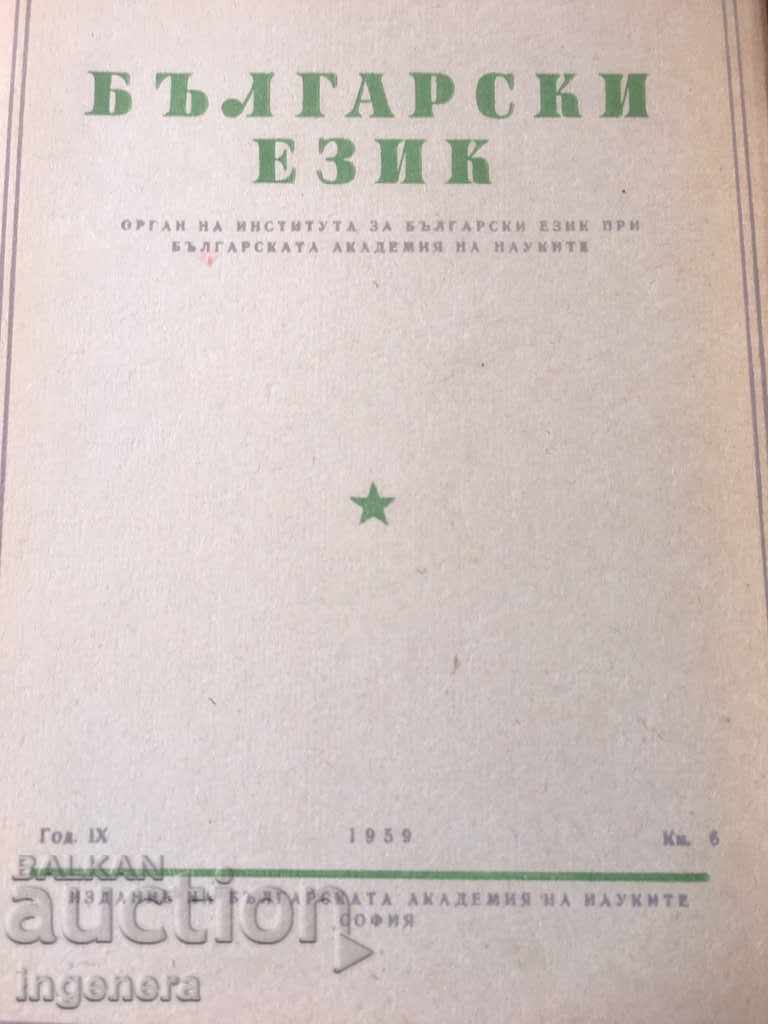 БЪЛГАРСКИ
ЕЗИК
ОРГАН НА ИНСТИТУТА ЗА БЪЛГАРСКИ ЕЗИК ПРИ
БЪЛГАРСКАТА АКАДЕМИЯ НА НАУКИТЕ
Год. IX 1959 Кн. 6
BALKAN
auction
ИЗДАНИЕ НА БЪЛГАРСКАТА АКАДЕМИЯ НА НАУКИТЕ
СОФИЯ
ingenera